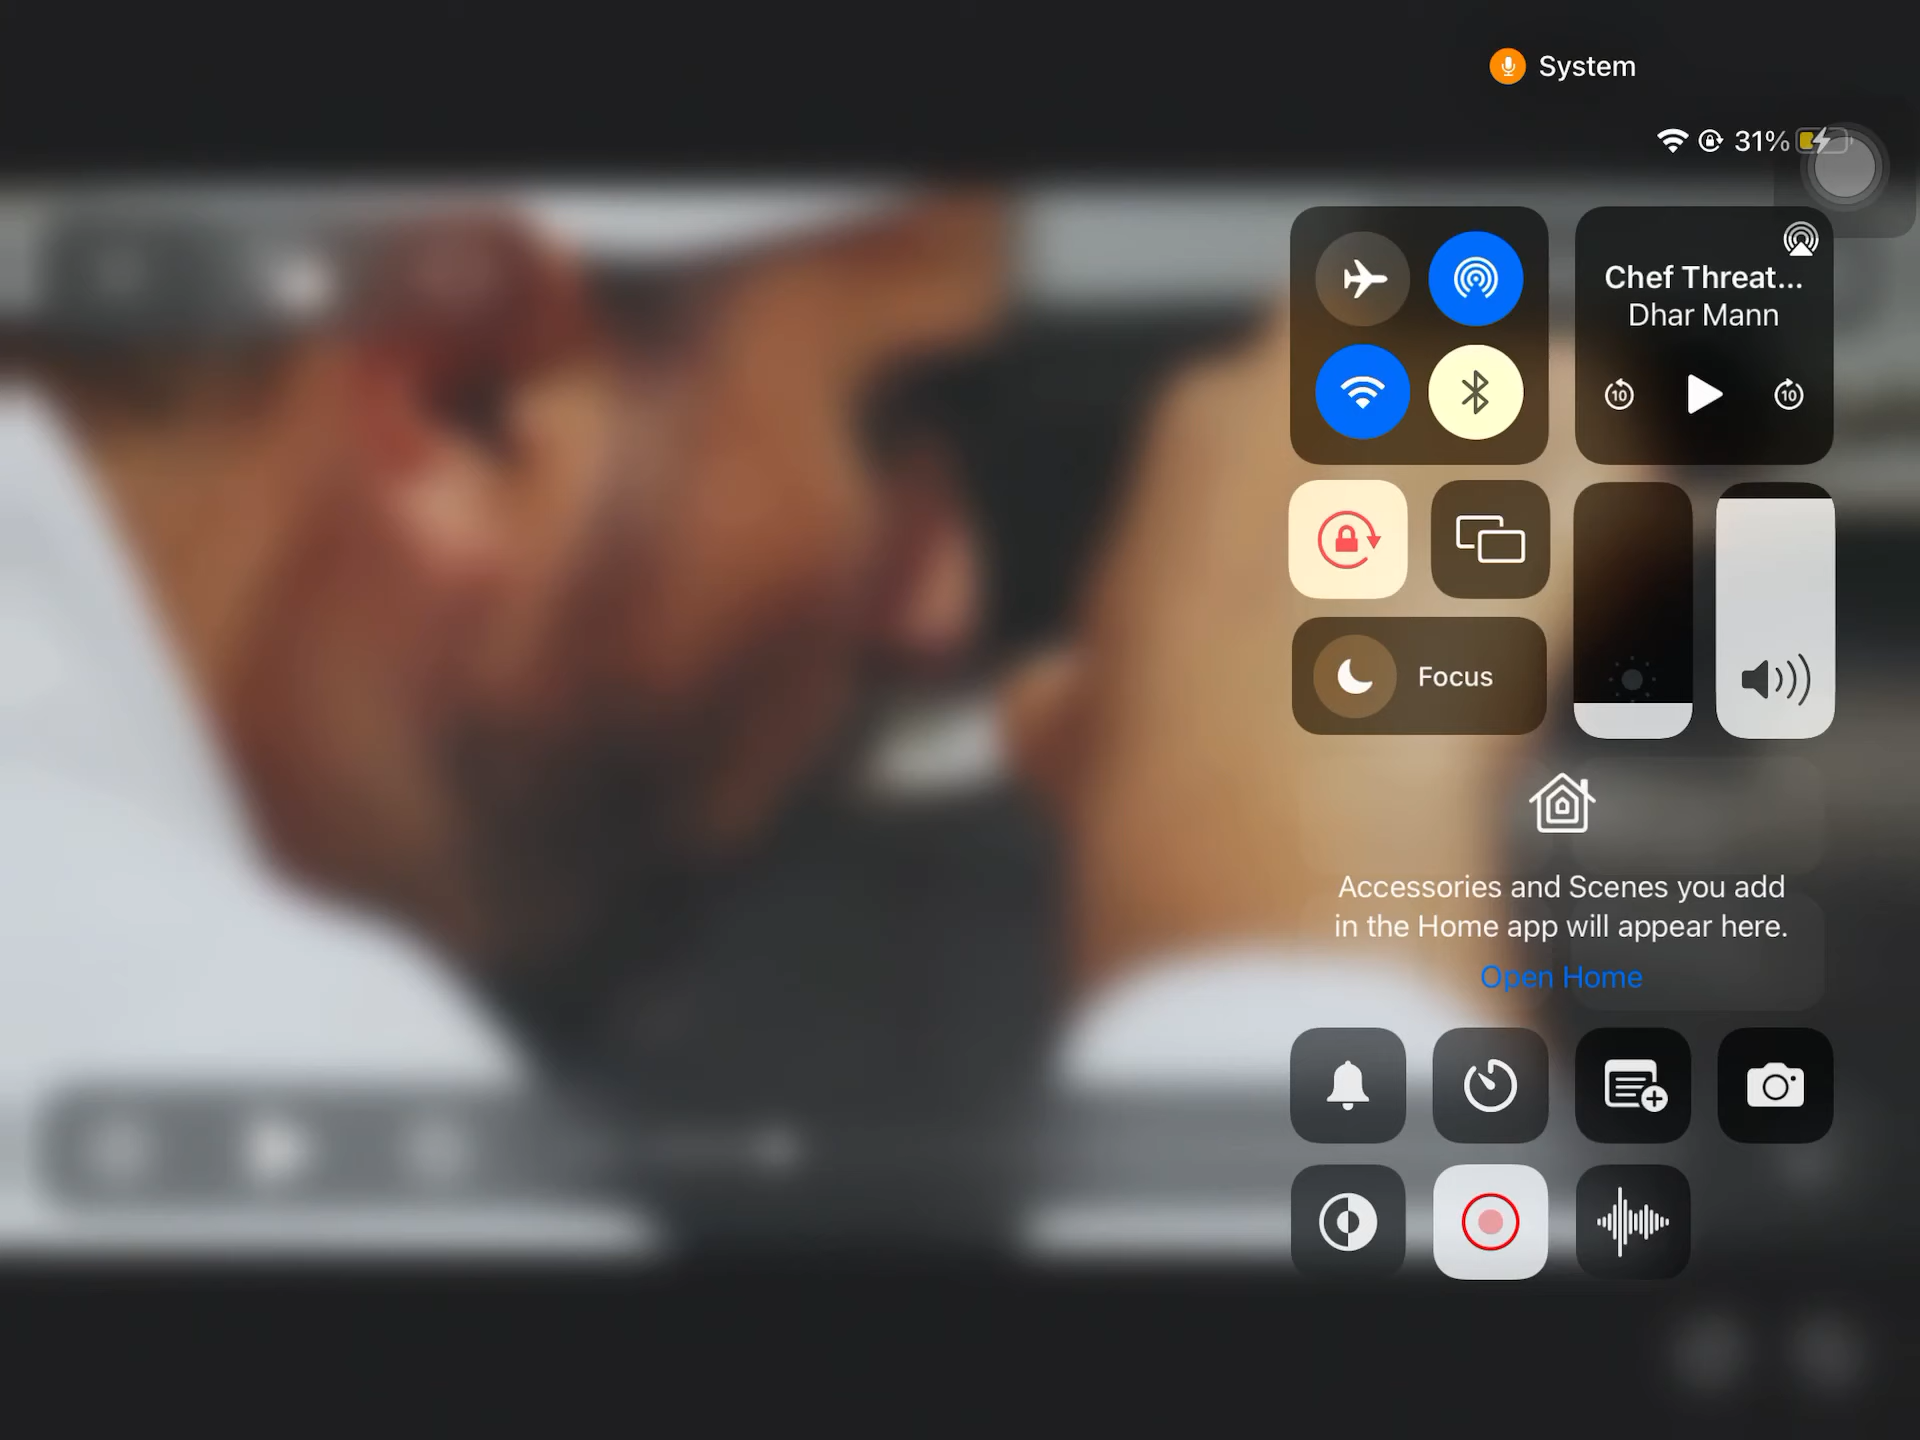 System
31%
Chef Threat...
Dhar Mann
10
10
Focus
Accessories and Scenes you add
in the Home app will appear here.
Open Home